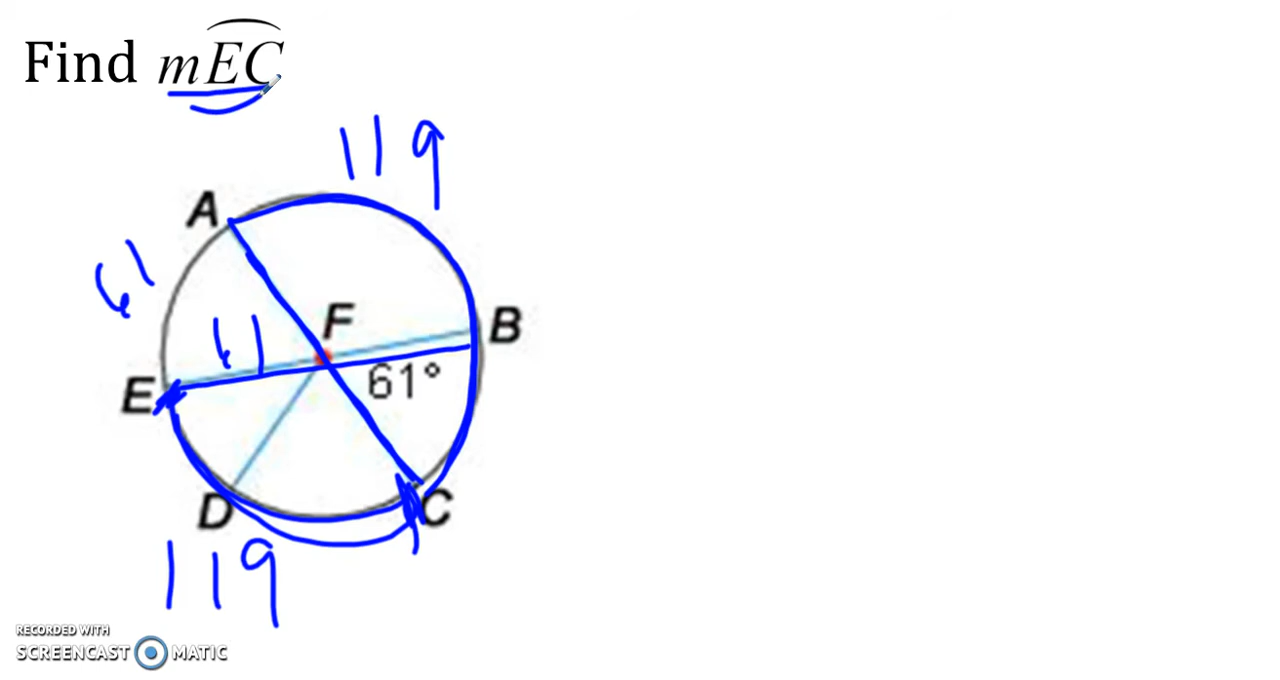 Find mEC
119
A
61
F
B
61
61°
E
D
C
119
RECORDED WITH
SCREENCAST MATIC